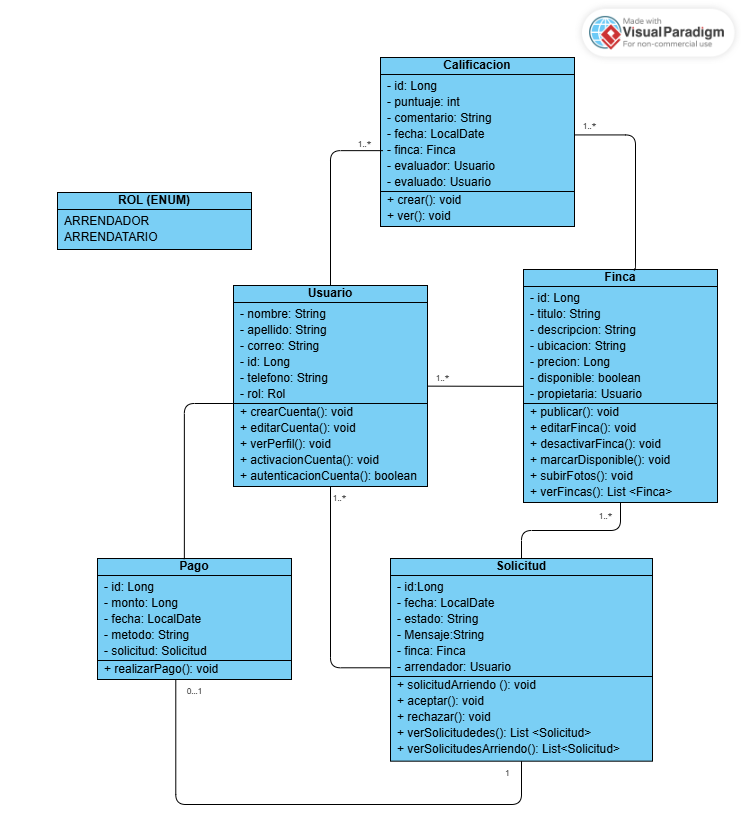 Made with
VisualParadigm
For non-commercial use
Calificacion
- id: Long
- puntuaje: int
- comentario: String
- fecha: LocalDate
- finca: Finca
- evaluador: Usuario
- evaluado: Usuario
+ crear(): void
+ ver(): void
1..*
1..*
ROL (ENUM)
ARRENDADOR
ARRENDATARIO
Usuario
- nombre: String
- apellido: String
- correo: String
- id: Long
- telefono: String
- rol: Rol
+ crearCuenta(): void
+ editarCuenta(): void
+ verPerfil(): void
+ activacionCuenta(): void
+ autenticacionCuenta(): boolean
1..*
1..*
Finca
- id: Long
- titulo: String
- descripcion: String
- ubicacion: String
- precion: Long
- disponible: boolean
- propietaria: Usuario
+ publicar(): void
+ editarFinca(): void
+ desactivarFinca(): void
+ marcarDisponible(): void
+ subirFotos(): void
+ verFincas(): List <Finca>
1..*
Pago
- id: Long
- monto: Long
- fecha: LocalDate
- metodo: String
- solicitud: Solicitud
+ realizarPago(): void
0...1
Solicitud
- id:Long
- fecha: LocalDate
- estado: String
- Mensaje:String
- finca: Finca
- arrendador: Usuario
+ solicitudArriendo (): void
+ aceptar(): void
+ rechazar(): void
+ verSolicitudedes(): List <Solicitud>
+ verSolicitudesArriendo(): List<Solicitud>
1